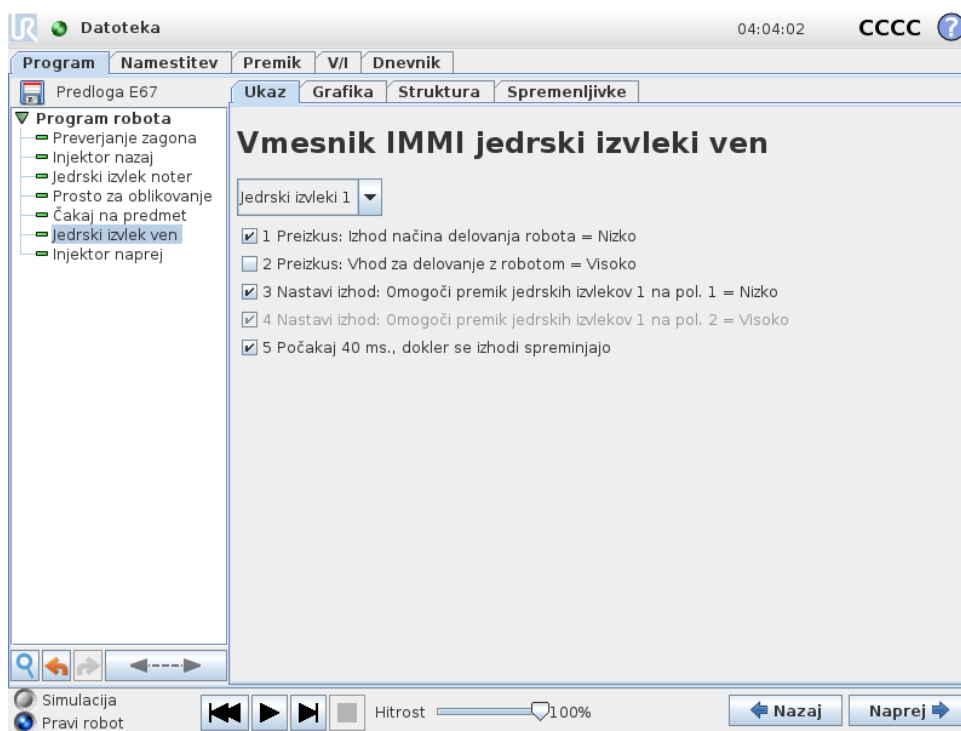 UR Datoteka 04:04:02 CCCC ?
Program Namestitev Premik V/I Dnevnik
Predloga E67
Ukaz Grafika Struktura Spremenljivke
Program robota
Preverjanje zagona
Injektor nazaj
Jedrski izvlek noter
Prosto za oblikovanje
Čakaj na predmet
Jedrski izvlek ven
Injektor naprej
Vmesnik IMMI jedrski izvleki ven
Jedrski izvleki 1
1 Preizkus: Izhod načina delovanja robota = Nizko
2 Preizkus: Vhod za delovanje z robotom = Visoko
3 Nastavi izhod: Omogoči premik jedrskih izvlekov 1 na pol. 1 = Nizko
4 Nastavi izhod: Omogoči premik jedrskih izvlekov 1 na pol. 2 = Visoko
5 Počakaj 40 ms., dokler se izhodi spreminjajo
Simulacija
Pravi robot
Hitrost 100%
Nazaj
Naprej